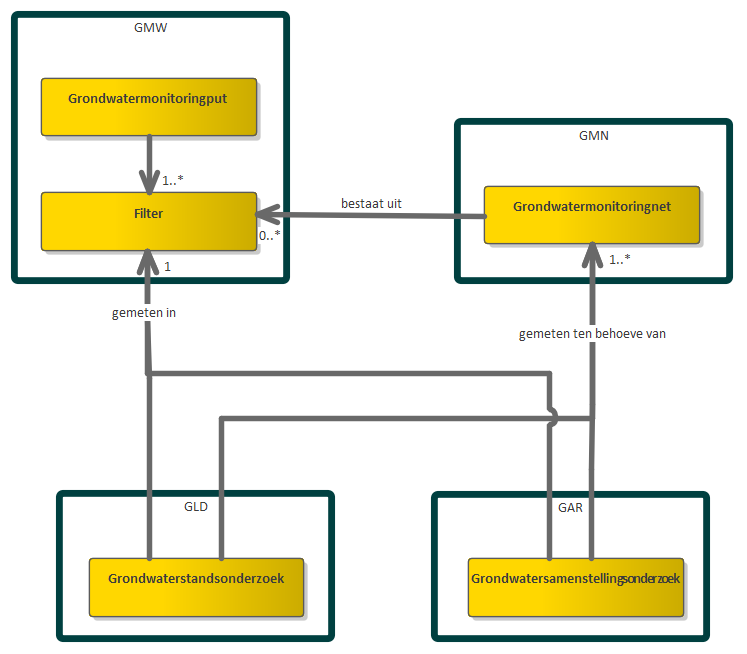 GMW
Grondwatermonitoringput
1..*
Filter
0..*
1
bestaat uit
GMN
Grondwatermonitoringnet
1..*
gemeten in
gemeten ten behoeve van
GLD
Grondwaterstandsonderzoek
GAR
Grondwatersamenstellingsonderzoek